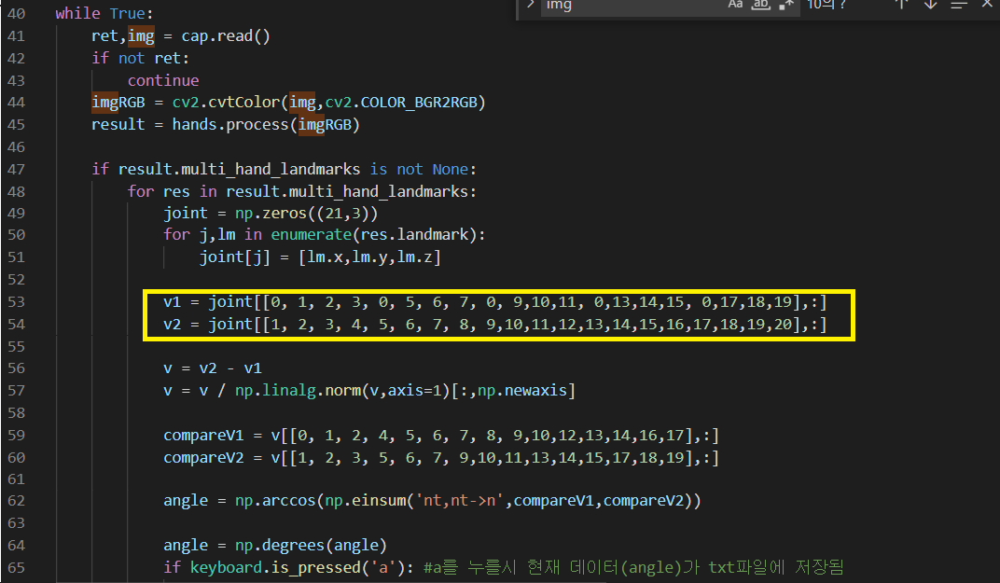 img
Aa ab .* 10의 ?
40 while True:
41 ret,img = cap.read()
42 if not ret:
43 continue
44 imgRGB = cv2.cvtColor(img,cv2.COLOR_BGR2RGB)
45 result = hands.process(imgRGB)
46
47 if result.multi_hand_landmarks is not None:
48 for res in result.multi_hand_landmarks:
49 joint = np.zeros((21,3))
50 for j,lm in enumerate(res.landmark):
51 joint[j] = [lm.x,lm.y,lm.z]
52
53 v1 = joint[[0, 1, 2, 3, 0, 5, 6, 7, 0, 9,10,11, 0,13,14,15, 0,17,18,19],:]
54 v2 = joint[[1, 2, 3, 4, 5, 6, 7, 8, 9,10,11,12,13,14,15,16,17,18,19,20],:]
55
56 v = v2 - v1
57 v = v / np.linalg.norm(v,axis=1)[:,np.newaxis]
58
59 compareV1 = v[[0, 1, 2, 4, 5, 6, 7, 8, 9,10,12,13,14,16,17],:]
60 compareV2 = v[[1, 2, 3, 5, 6, 7, 9,10,11,13,14,15,17,18,19],:]
61
62 angle = np.arccos(np.einsum('nt,nt->n',compareV1,compareV2))
63
64 angle = np.degrees(angle)
65 if keyboard.is_pressed('a'): #a를 누를시 현재 데이터(angle)가 txt파일에 저장됨